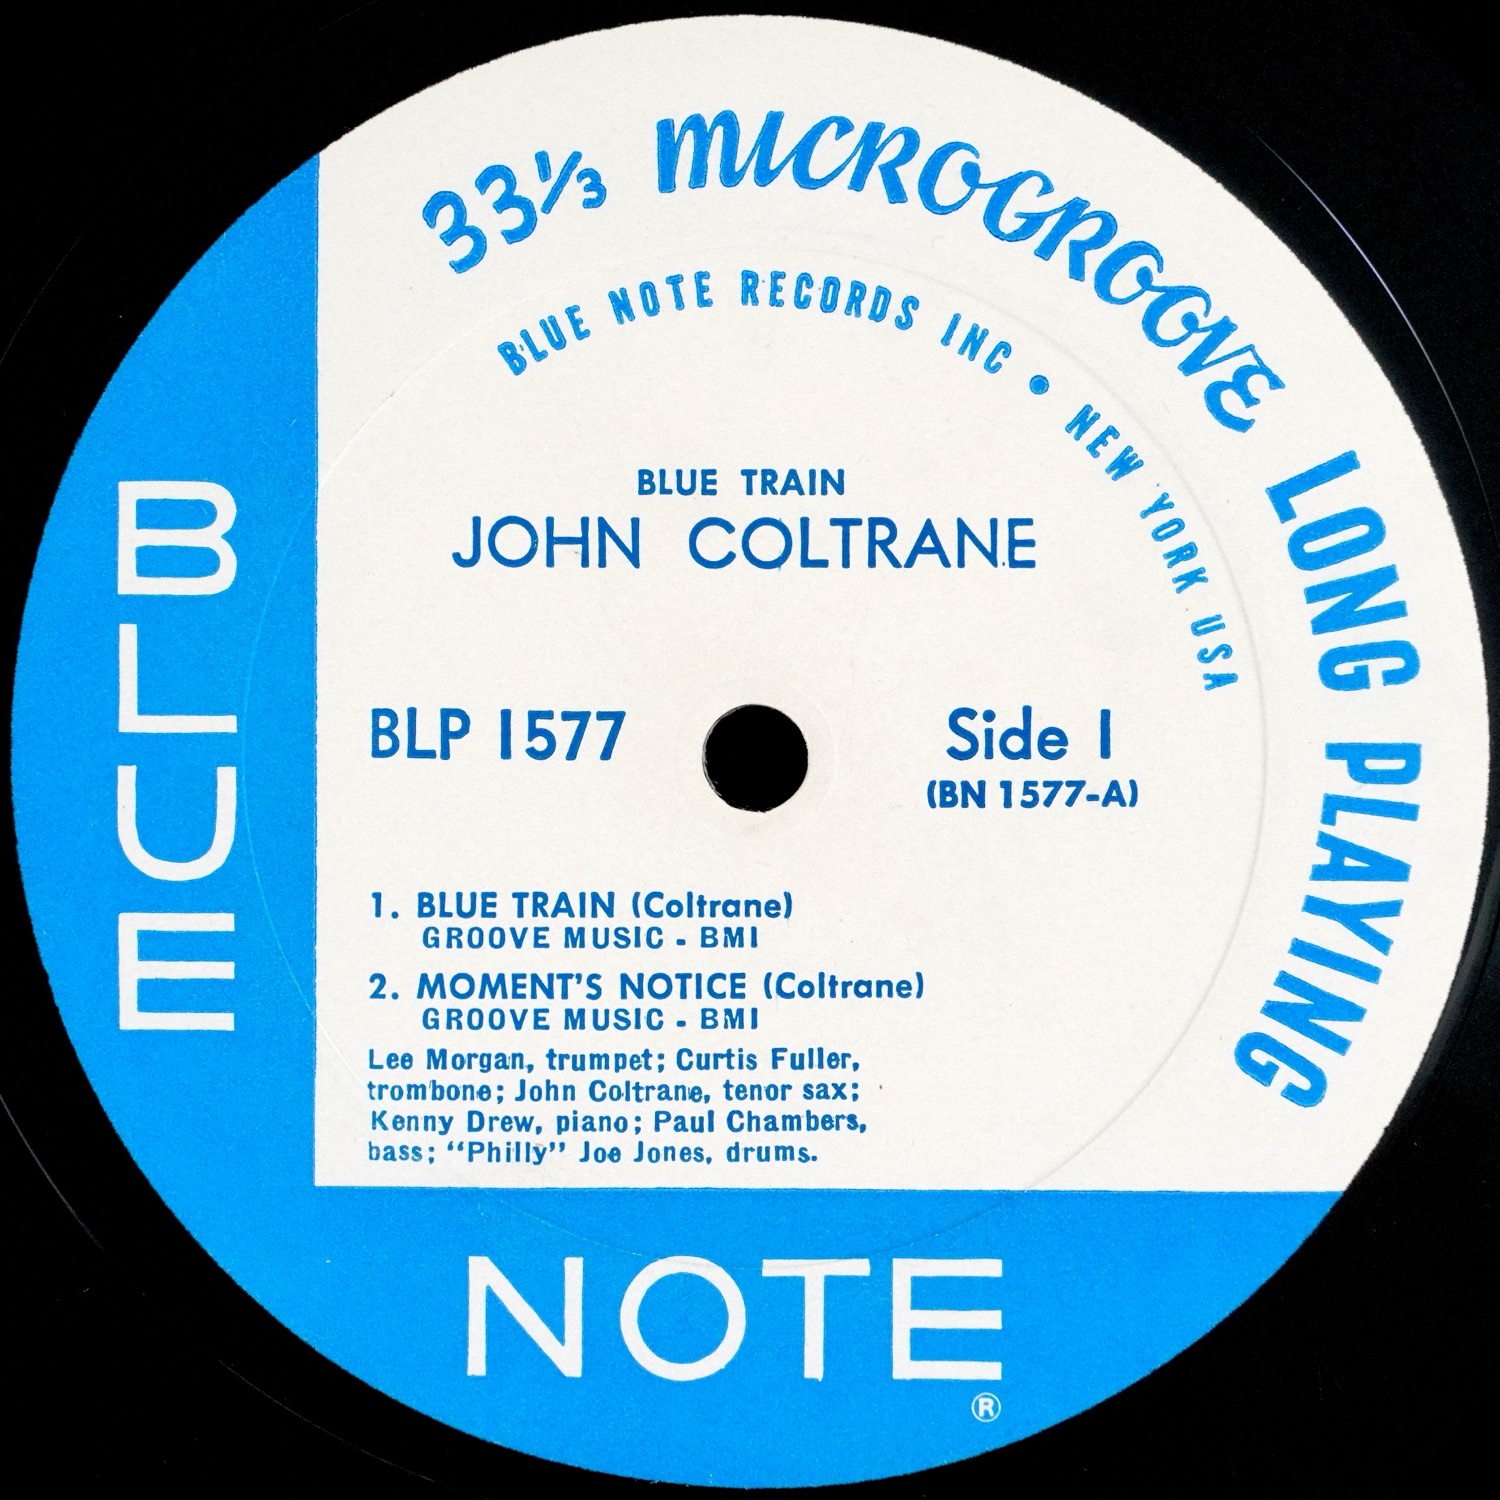 33⅓ MICROGROOVE LONG PLAYING
BLUE NOTE RECORDS INC • NEW YORK USA
BLUE TRAIN
JOHN COLTRANE
BLP 1577
Side 1
(BN 1577-A)
1. BLUE TRAIN (Coltrane)
GROOVE MUSIC - BMI
2. MOMENT'S NOTICE (Coltrane)
GROOVE MUSIC - BMI
Lee Morgan, trumpet; Curtis Fuller,
trombone; John Coltrane, tenor sax;
Kenny Drew, piano; Paul Chambers,
bass; “Philly” Joe Jones, drums.
BLUE
NOTE
®